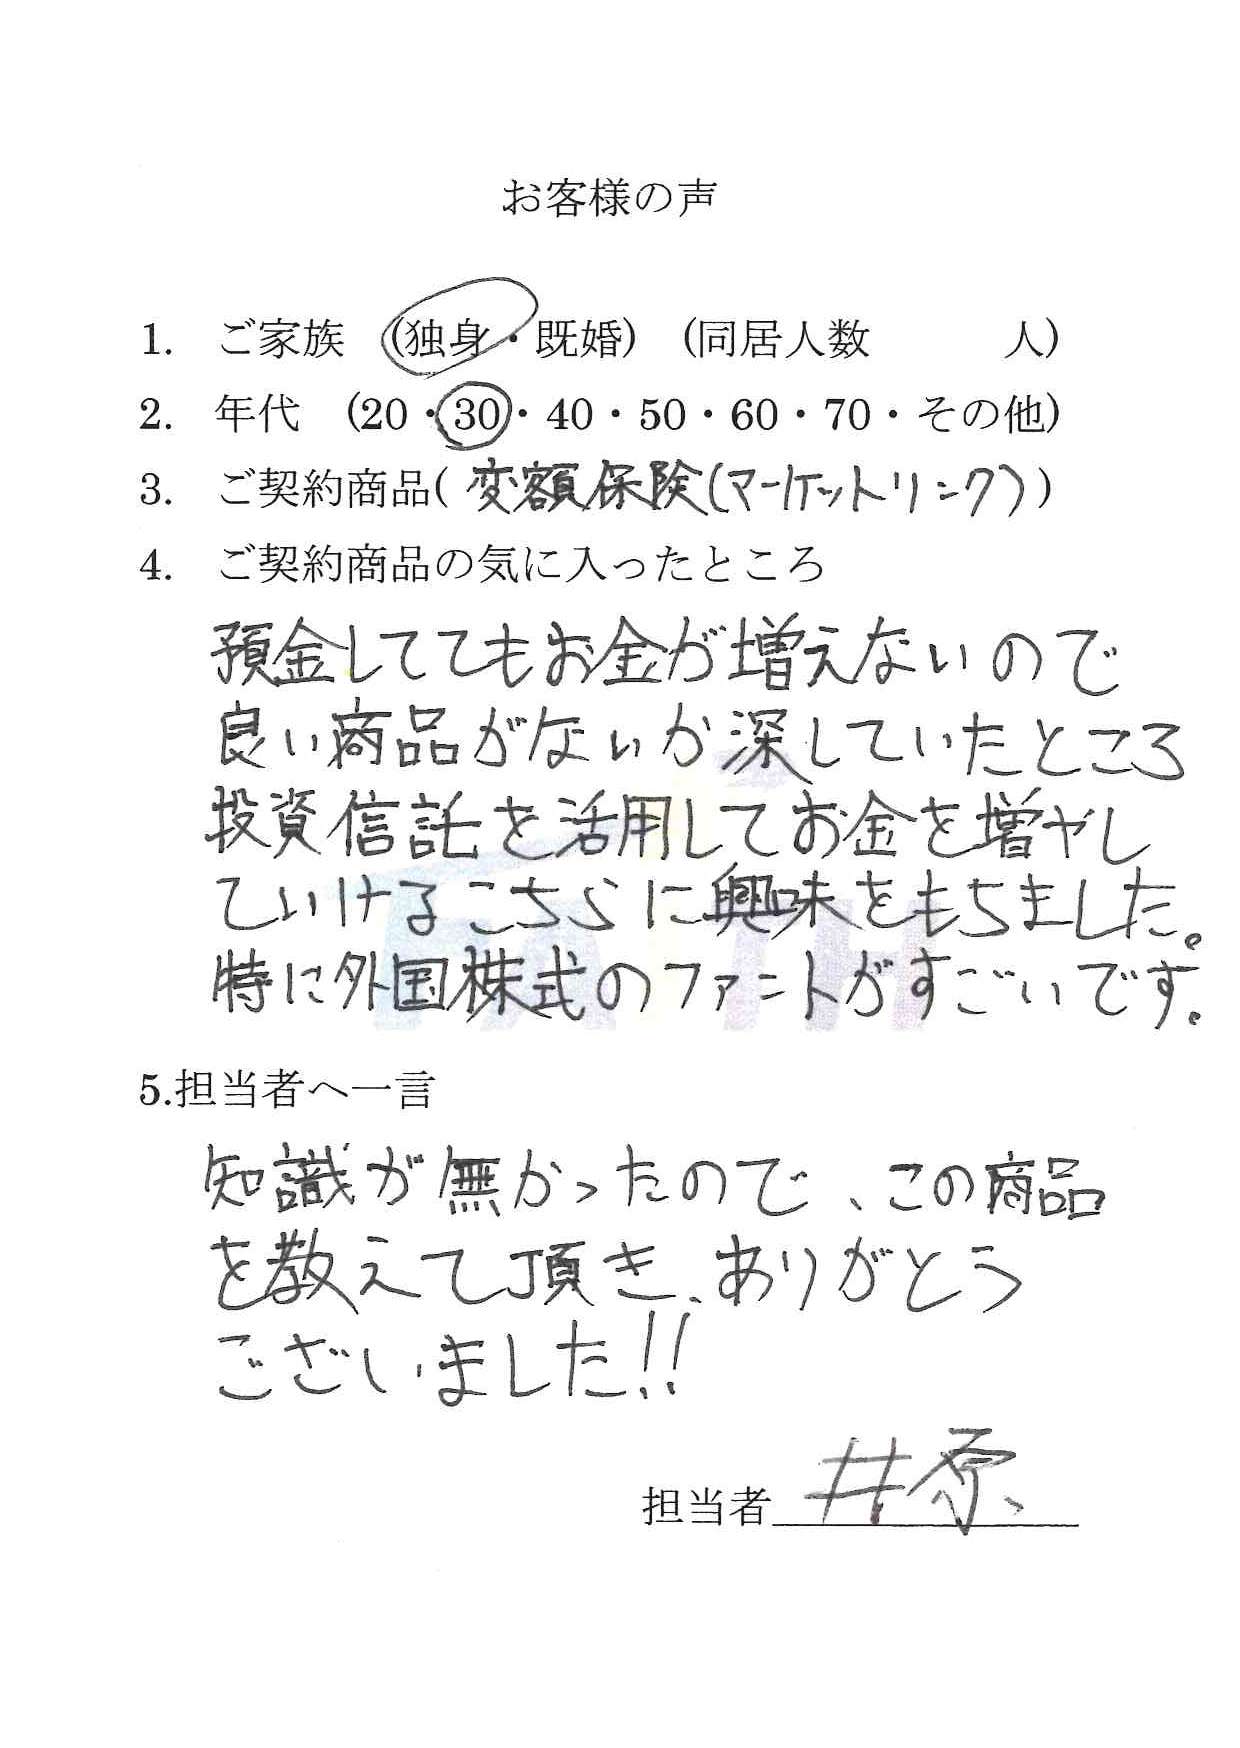 お客様の声
1. ご家族 (独身・既婚) (同居人数 人)
2. 年代 (20・30・40・50・60・70・その他)
3. ご契約商品(変額保険(マーケットリンク))
4. ご契約商品の気に入ったところ
預金しててもお金が増えないので
良い商品がないか深していたところ
投資信託を活用してお金を増やし
ていけるこちらに興味をもちました。
特に外国株式のファントがすごいです。
5.担当者へ一言
知識が無かったので、この商品
を教えて頂き、ありがとう
ございました!!
担当者 井原
FAITH